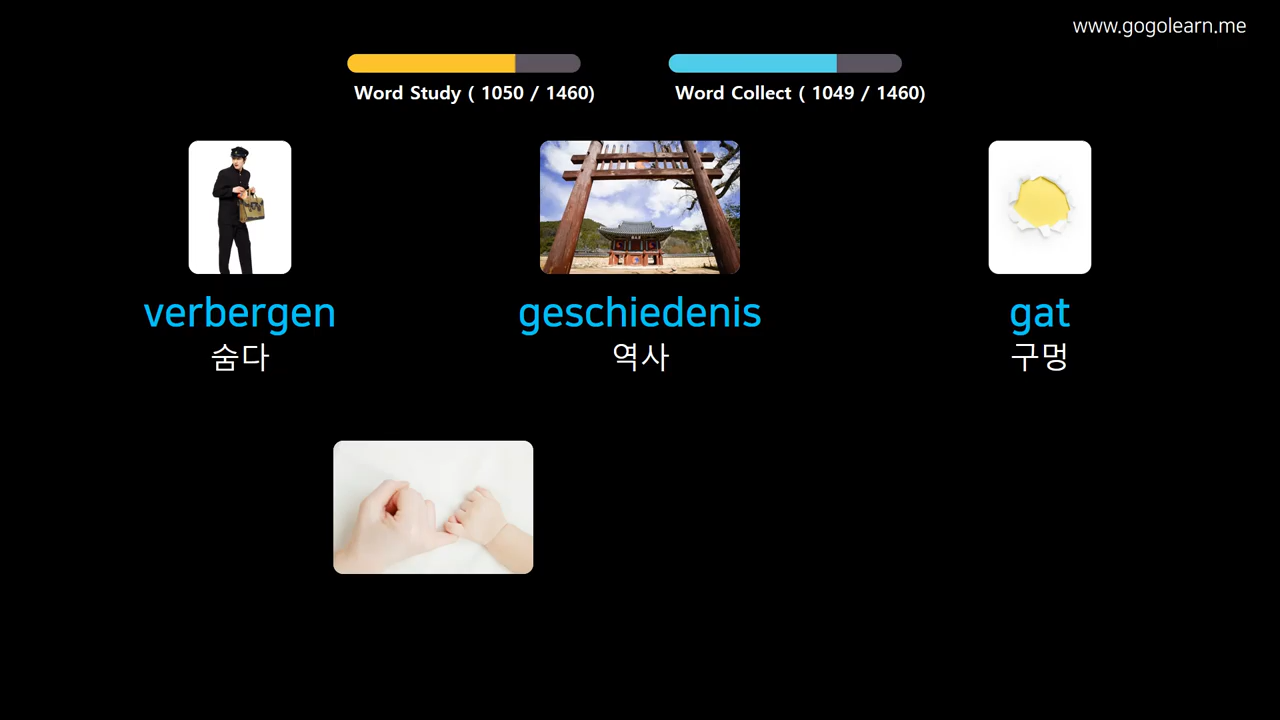 www.gogolearn.me
Word Study ( 1050 / 1460)
Word Collect ( 1049 / 1460)
verbergen
숨다
geschiedenis
역사
gat
구멍